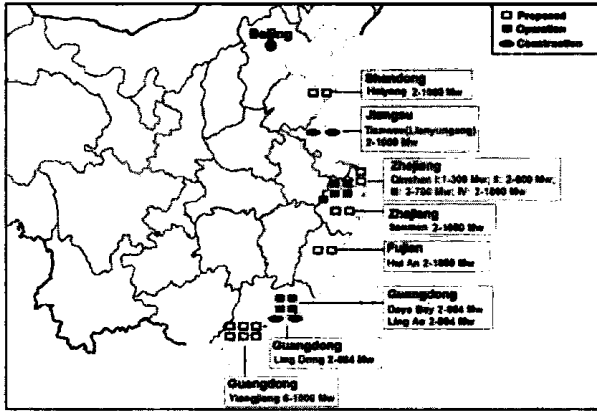 Proposed
Operation
Construction
Beijing
Shandong
Haiyang 2-1000 Mw
Jiangsu
Tianwan(Lianyungang)
2-1000 Mw
Zhejiang
Qinshan I:1-300 Mw; II: 2-600 Mw;
III: 2-700 Mw; IV: 2-1000 Mw
Zhejiang
Sanmen 2-1000 Mw
Fujian
Hui An 2-1000 Mw
Guangdong
Daya Bay 2-984 Mw
Ling Ao 2-984 Mw
Guangdong
Ling Dong 2-984 Mw
Guangdong
Yangjiang 6-1000 Mw